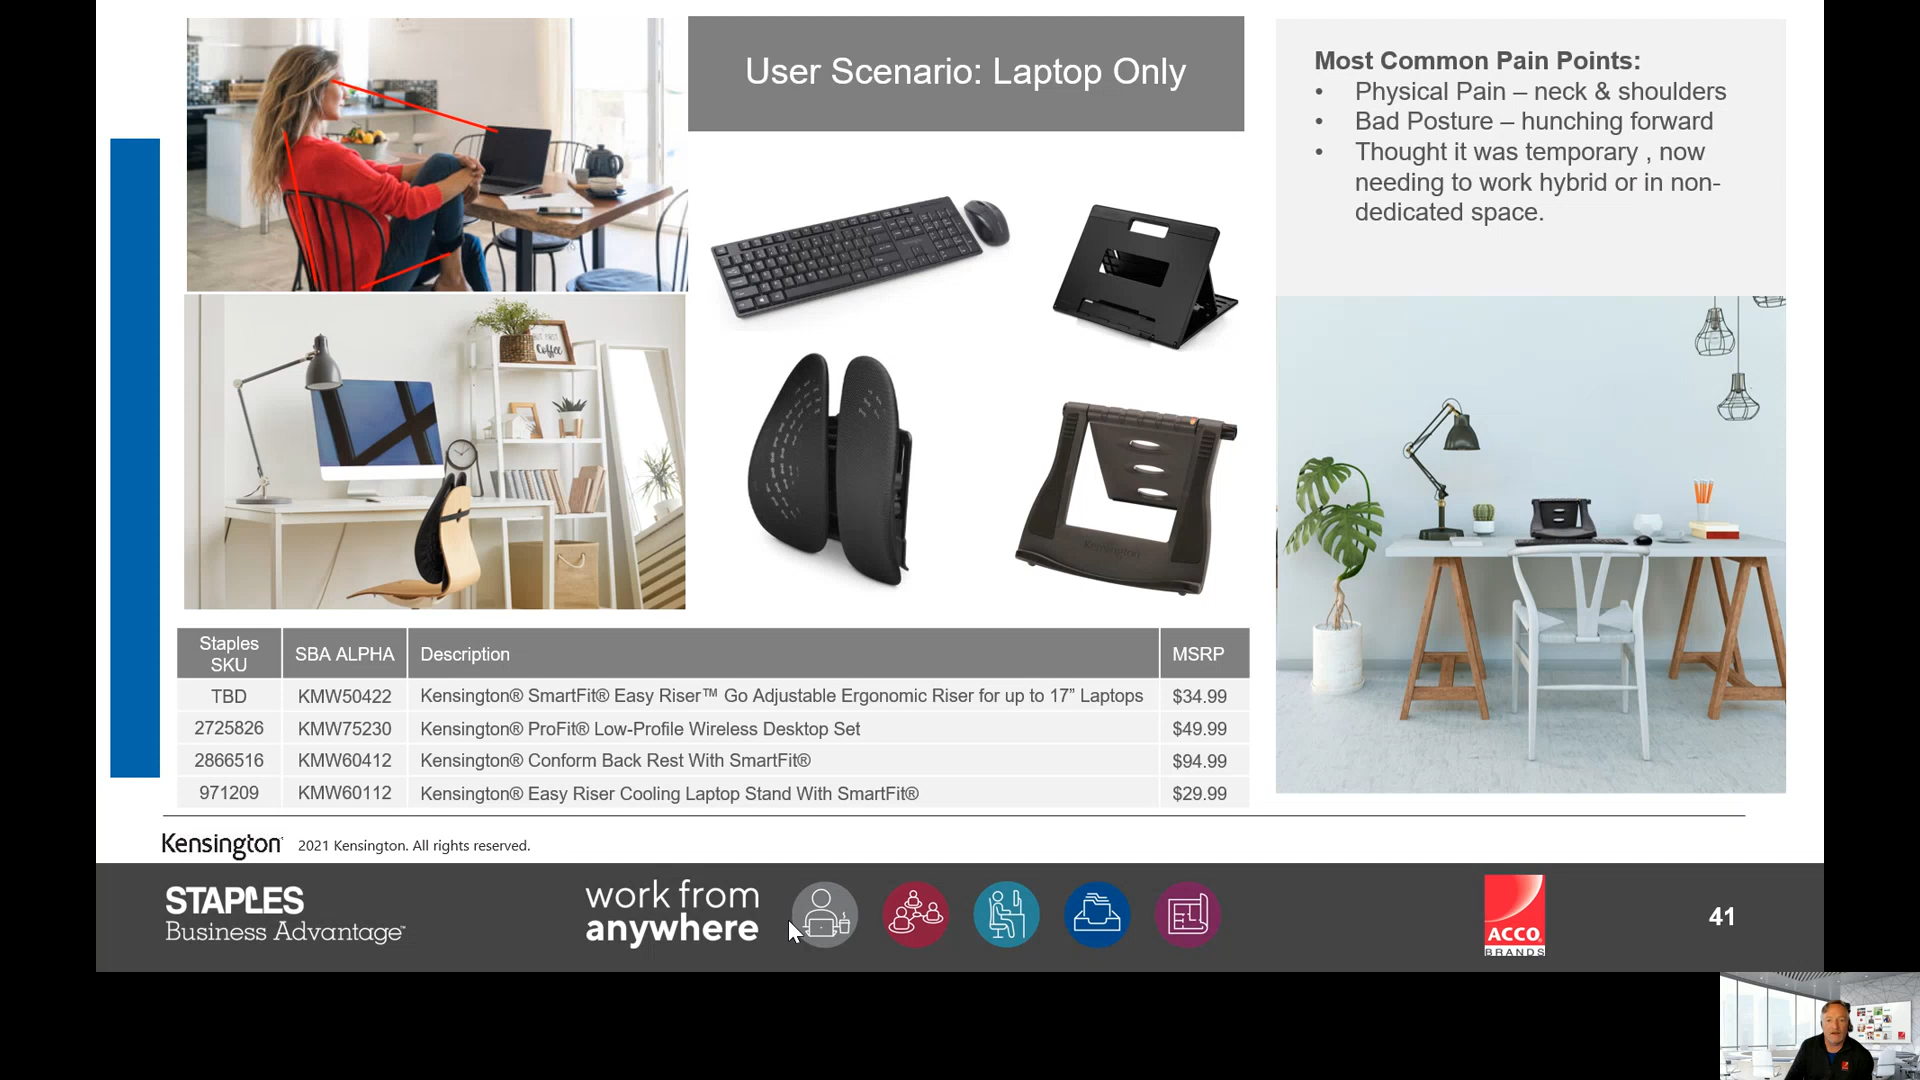 User Scenario: Laptop Only
Most Common Pain Points:
• Physical Pain – neck & shoulders
• Bad Posture – hunching forward
• Thought it was temporary , now
needing to work hybrid or in non-
dedicated space.
BUT FIRST
Coffee
Kensington
Staples
SKU
SBA ALPHA
Description
MSRP
TBD KMW50422 Kensington® SmartFit® Easy Riser™ Go Adjustable Ergonomic Riser for up to 17” Laptops $34.99
2725826 KMW75230 Kensington® ProFit® Low-Profile Wireless Desktop Set $49.99
2866516 KMW60412 Kensington® Conform Back Rest With SmartFit® $94.99
971209 KMW60112 Kensington® Easy Riser Cooling Laptop Stand With SmartFit® $29.99
Kensington® 2021 Kensington. All rights reserved.
STAPLES
Business Advantage™
work from
anywhere
ACCO
BRANDS
41